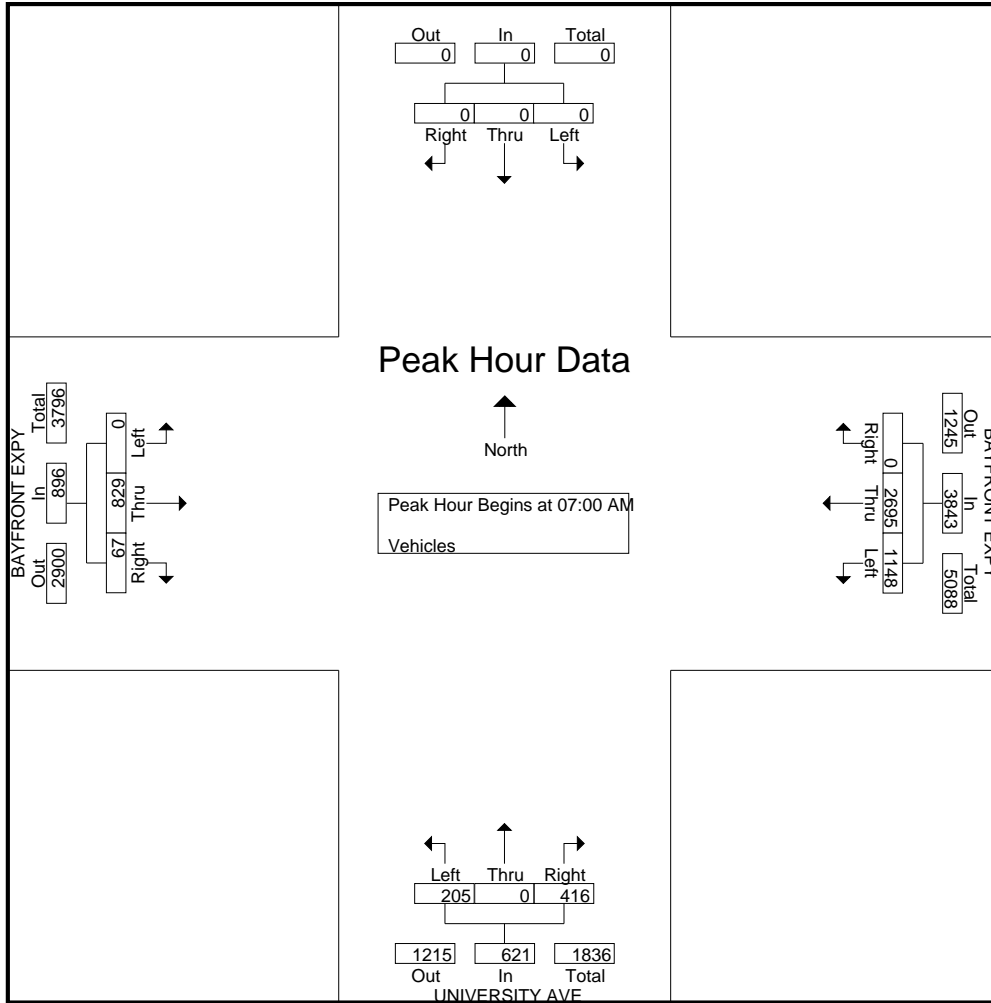 Out In Total
0 0 0
0 0 0
Right Thru Left
Peak Hour Data
North
Peak Hour Begins at 07:00 AM
Vehicles
BAYFRONT EXPY
Total In Out
3796 896 2900
0 829 67
Left Thru Right
Right Thru Left
0 2695 1148
1245 3843 5088
Out In Total
BAYFRONT EXPY
Left Thru Right
205 0 416
1215 621 1836
Out In Total
UNIVERSITY AVE